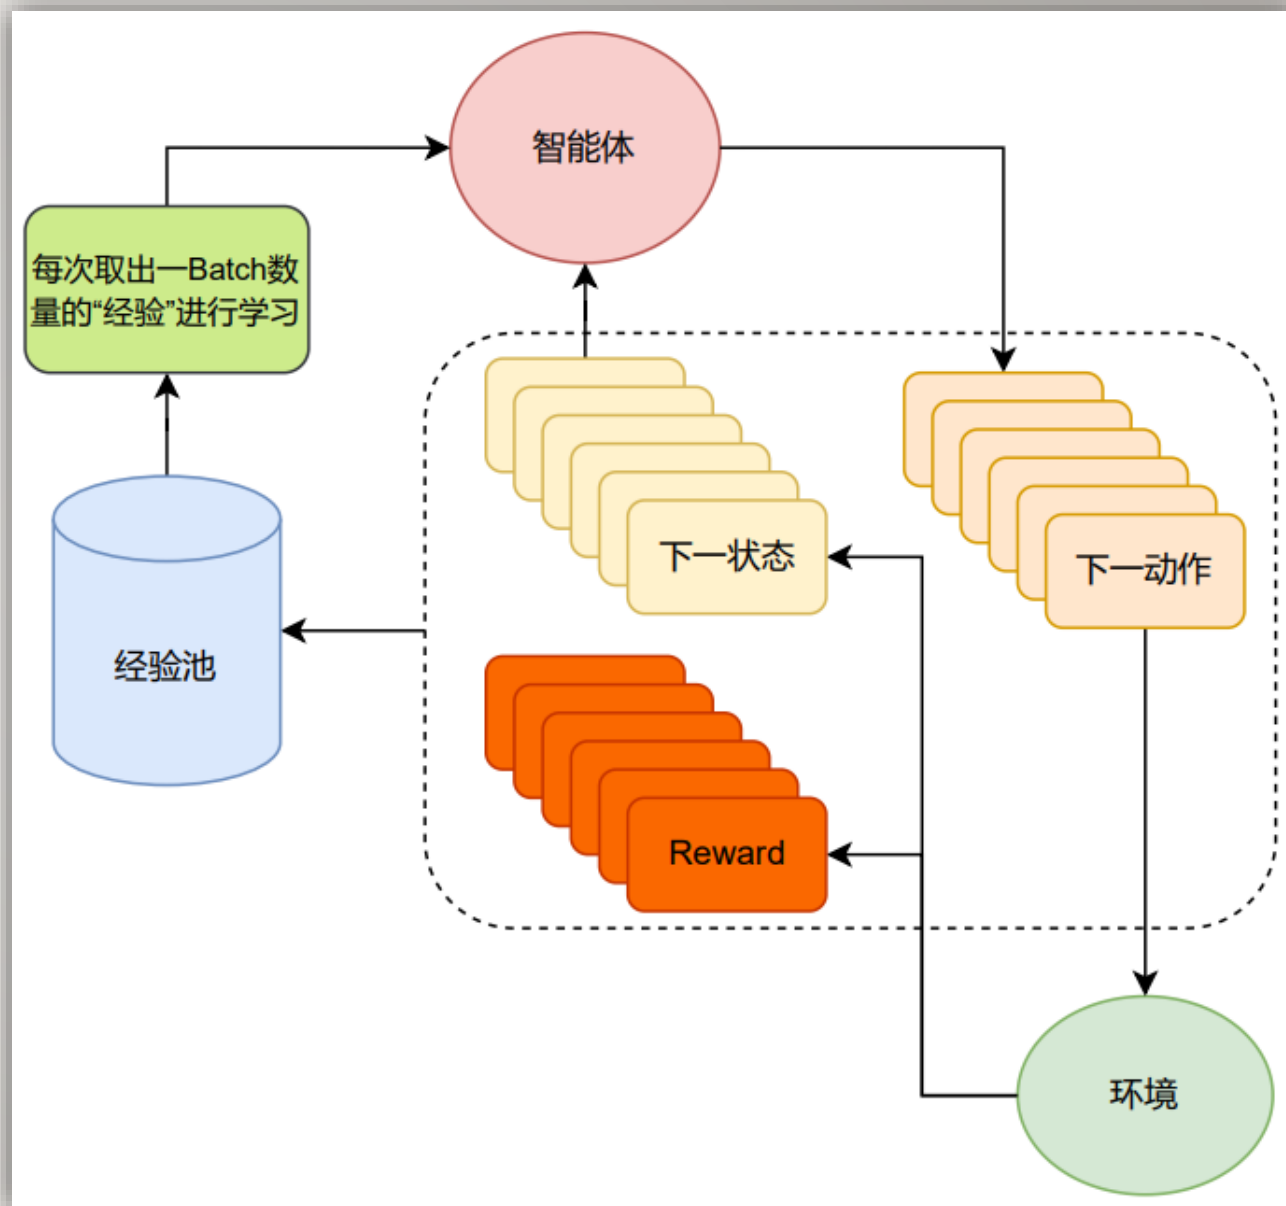 智能体
每次取出一Batch数
量的“经验”进行学习
下一状态
下一动作
经验池
Reward
环境